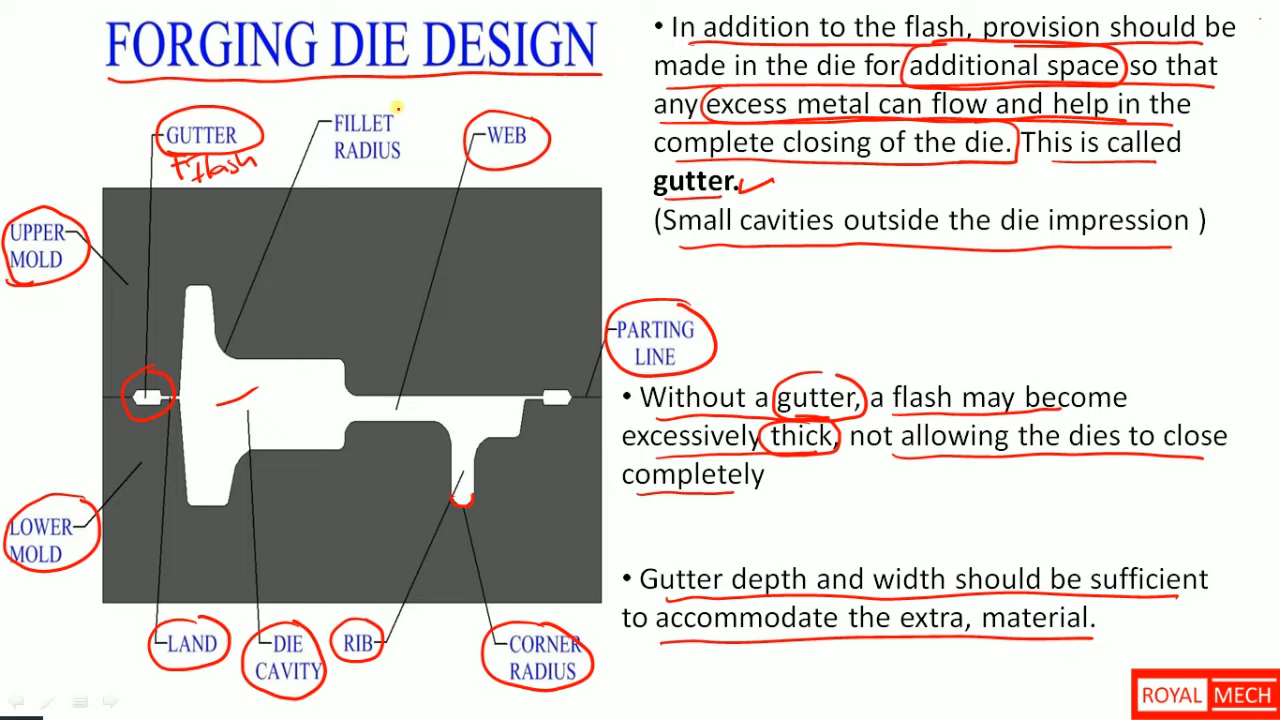 FORGING DIE DESIGN
GUTTER
Flash
FILLET
RADIUS
WEB
UPPER
MOLD
PARTING
LINE
LOWER
MOLD
LAND
DIE
CAVITY
RIB
CORNER
RADIUS
• In addition to the flash, provision should be
made in the die for additional space so that
any excess metal can flow and help in the
complete closing of the die. This is called
gutter.
(Small cavities outside the die impression )
• Without a gutter, a flash may become
excessively thick, not allowing the dies to close
completely
• Gutter depth and width should be sufficient
to accommodate the extra, material.
ROYAL MECH